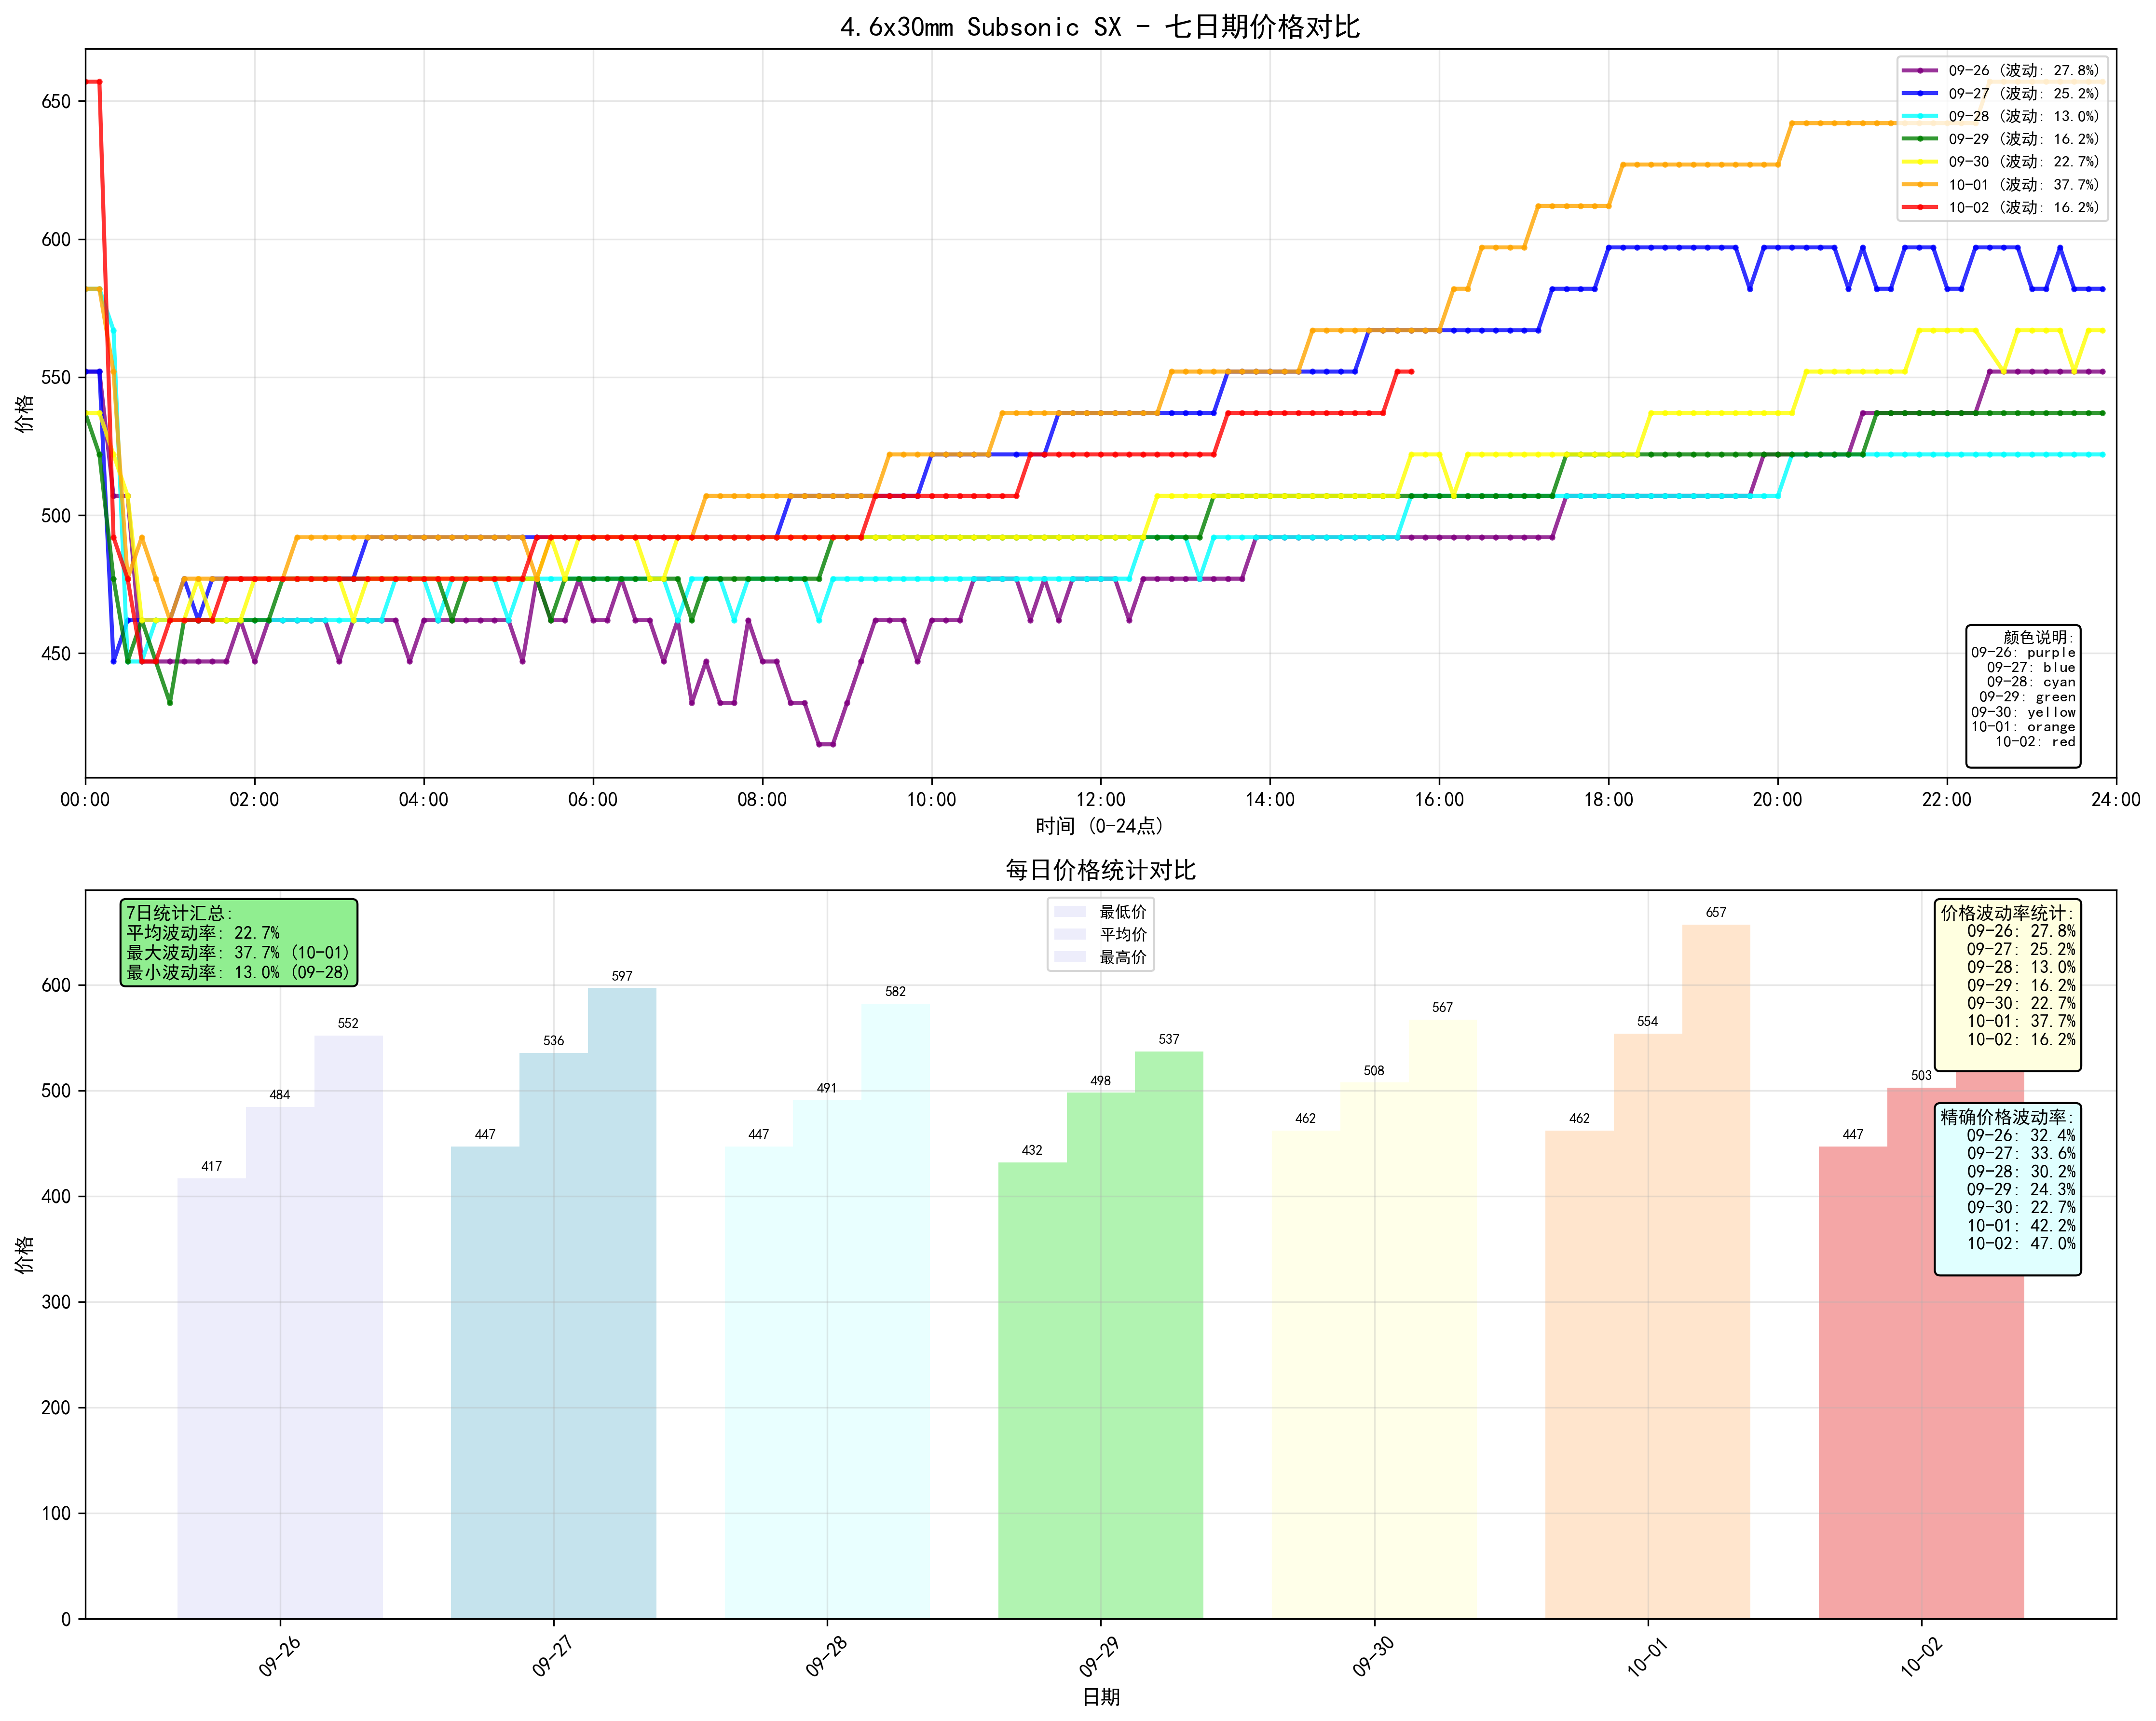 4.6x30mm Subsonic SX - 七日期价格对比
09-26 (波动: 27.8%)
09-27 (波动: 25.2%)
09-28 (波动: 13.0%)
09-29 (波动: 16.2%)
09-30 (波动: 22.7%)
10-01 (波动: 37.7%)
10-02 (波动: 16.2%)
650
600
550
500
450
价格
颜色说明:
09-26: purple
09-27: blue
09-28: cyan
09-29: green
09-30: yellow
10-01: orange
10-02: red
00:00 02:00 04:00 06:00 08:00 10:00 12:00 14:00 16:00 18:00 20:00 22:00 24:00
时间 (0-24点)
每日价格统计对比
7日统计汇总:
平均波动率: 22.7%
最大波动率: 37.7% (10-01)
最小波动率: 13.0% (09-28)
最低价
平均价
最高价
价格波动率统计:
09-26: 27.8%
09-27: 25.2%
09-28: 13.0%
09-29: 16.2%
09-30: 22.7%
10-01: 37.7%
10-02: 16.2%
精确价格波动率:
09-26: 32.4%
09-27: 33.6%
09-28: 30.2%
09-29: 24.3%
09-30: 22.7%
10-01: 42.2%
10-02: 47.0%
417 484 552
447 536 597
447 491 582
432 498 537
462 508 567
462 554 657
447 503
600
500
400
300
200
100
0
价格
09-26 09-27 09-28 09-29 09-30 10-01 10-02
日期